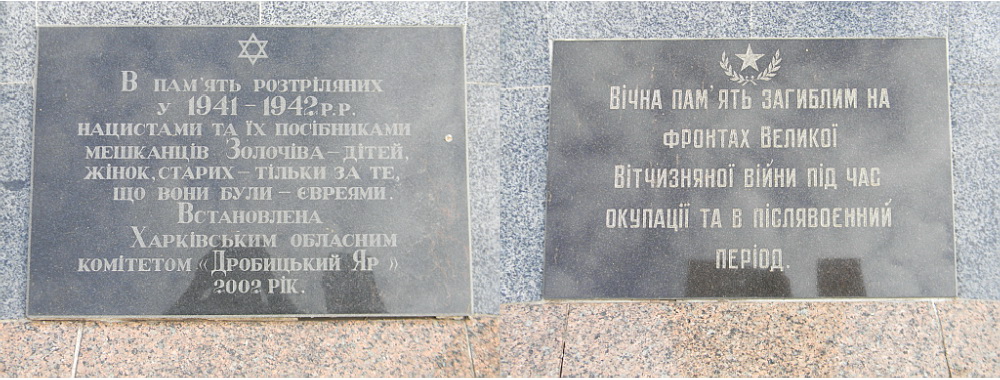 В пам'ять розтріляних
у 1941-1942 р.р.
нацистами та їх посібниками
мешканців Золочіва-дітей,
жінок, старих-тільки за те,
що вони були-євреями.
Встановлена
Харківським обласним
комітетом «Дробицький Яр»
2002 рік.
Вічна пам'ять загиблим на
фронтах Великої
Вітчизняної війни під час
окупації та в післявоєнний
період.